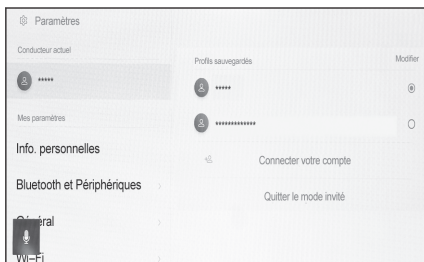 Paramètres
Conducteur actuel
*****
Mes paramètres
Info. personnelles
Bluetooth et Périphériques
Général
Wi-Fi
Profils sauvegardés
Modifier
*****
*************
Connecter votre compte
Quitter le mode invité